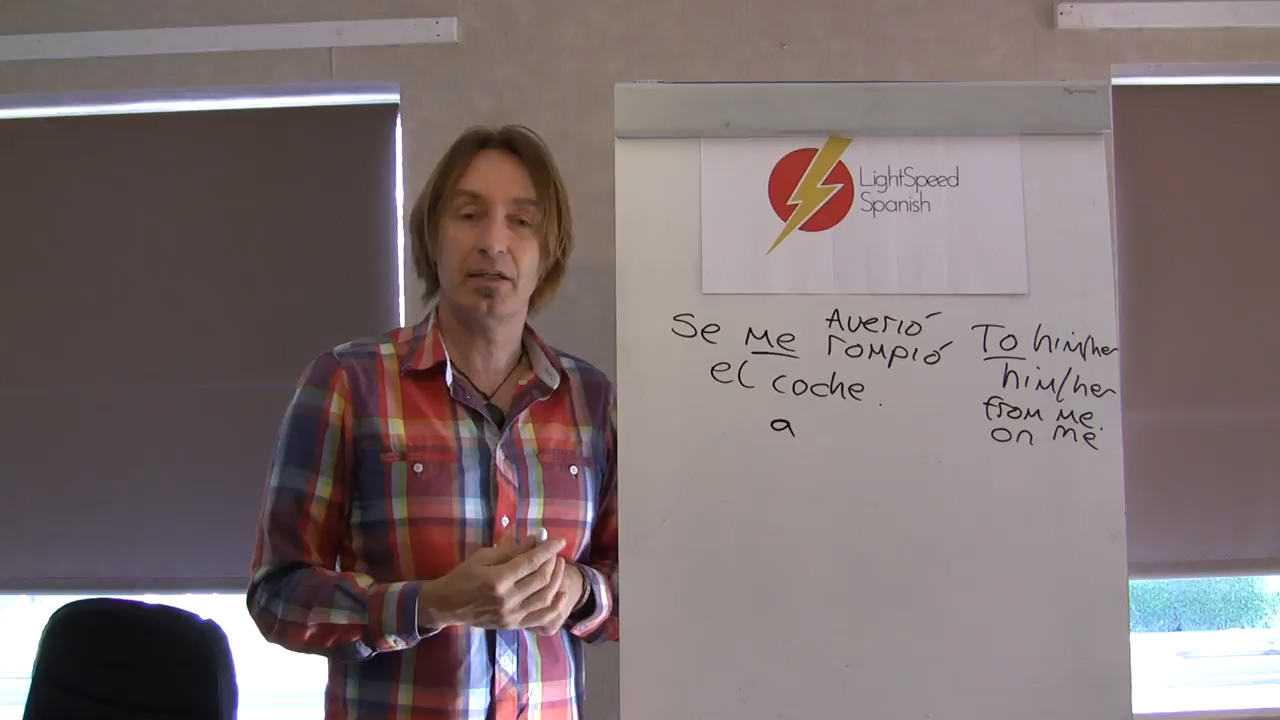 LightSpeed
Spanish
Se me AVERIÓ
rompió
el coche.
a
To him/her
him/her
from me.
on me